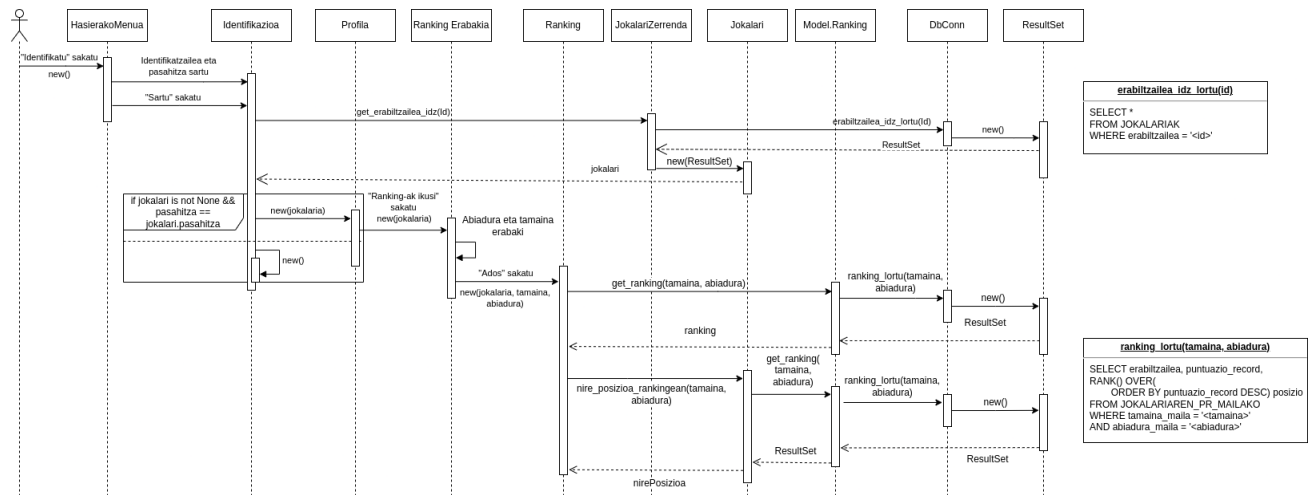 HasierakoMenua
Identifikazioa
Profila
Ranking Erabakia
Ranking
JokalariZerrenda
Jokalari
Model.Ranking
DbConn
ResultSet
"Identifikatu" sakatu
new()
Identifikatzailea eta
pasahitza sartu
"Sartu" sakatu
get_erabiltzailea_idz(Id)
erabiltzailea_idz_lortu(Id)
new()
ResultSet
new(ResultSet)
jokalari
erabiltzailea_idz_lortu(id)
SELECT *
FROM JOKALARIAK
WHERE erabiltzailea = '<id>'
if jokalari is not None &&
pasahitza ==
jokalari.pasahitza
new(jokalaria)
"Ranking-ak ikusi"
sakatu
new(jokalaria)
Abiadura eta tamaina
erabaki
new()
"Ados" sakatu
new(jokalaria, tamaina,
abiadura)
get_ranking(tamaina, abiadura)
ranking_lortu(tamaina,
abiadura)
new()
ResultSet
ranking
get_ranking(
tamaina,
abiadura)
nire_posizioa_rankingean(tamaina,
abiadura)
ranking_lortu(tamaina,
abiadura)
new()
ResultSet
ResultSet
nirePosizioa
ranking_lortu(tamaina, abiadura)
SELECT erabiltzailea, puntuazio_record,
RANK() OVER(
ORDER BY puntuazio_record DESC) posizio
FROM JOKALARIAREN_PR_MAILAKO
WHERE tamaina_maila = '<tamaina>'
AND abiadura_maila = '<abiadura>'